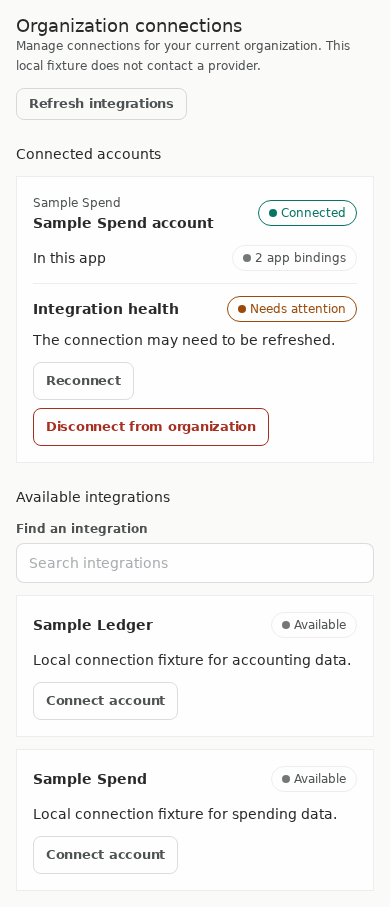 Organization connections
Manage connections for your current organization. This
local fixture does not contact a provider.
Refresh integrations
Connected accounts
Sample Spend
Sample Spend account
Connected
In this app
2 app bindings
Integration health
Needs attention
The connection may need to be refreshed.
Reconnect
Disconnect from organization
Available integrations
Find an integration
Search integrations
Sample Ledger
Available
Local connection fixture for accounting data.
Connect account
Sample Spend
Available
Local connection fixture for spending data.
Connect account